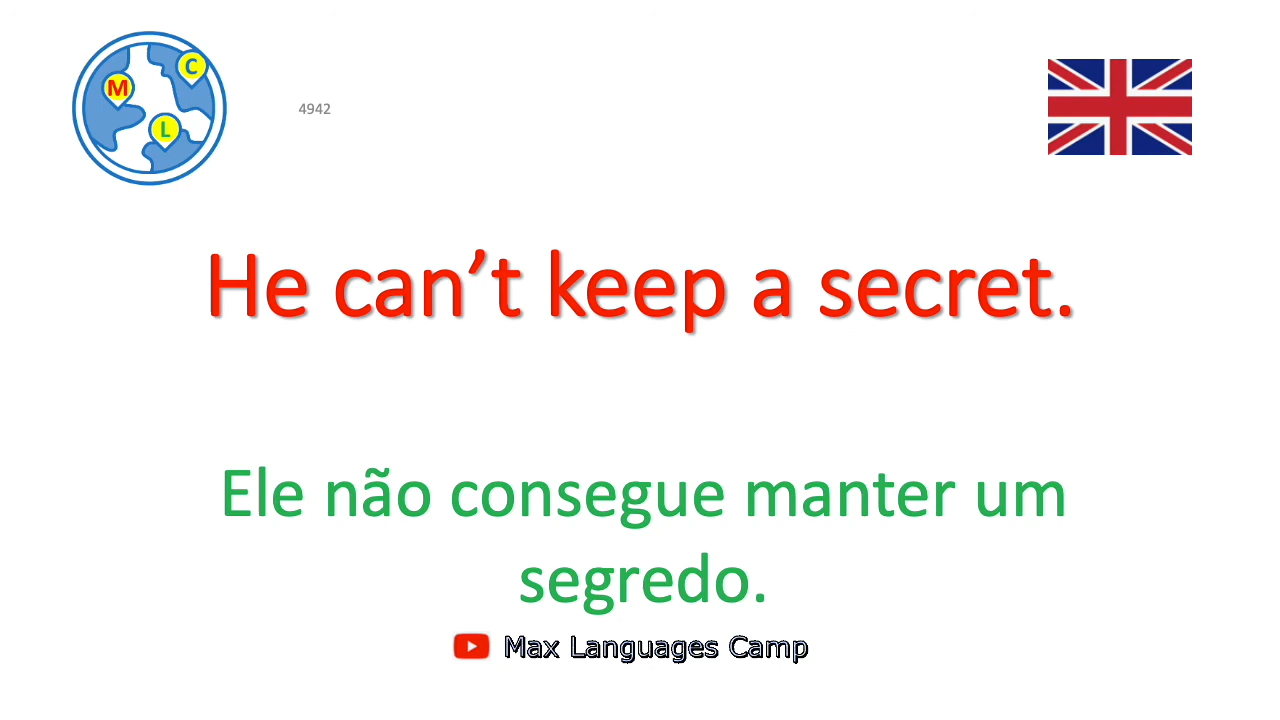 M
C
L
4942
He can’t keep a secret.
Ele não consegue manter um
segredo.
Max Languages Camp